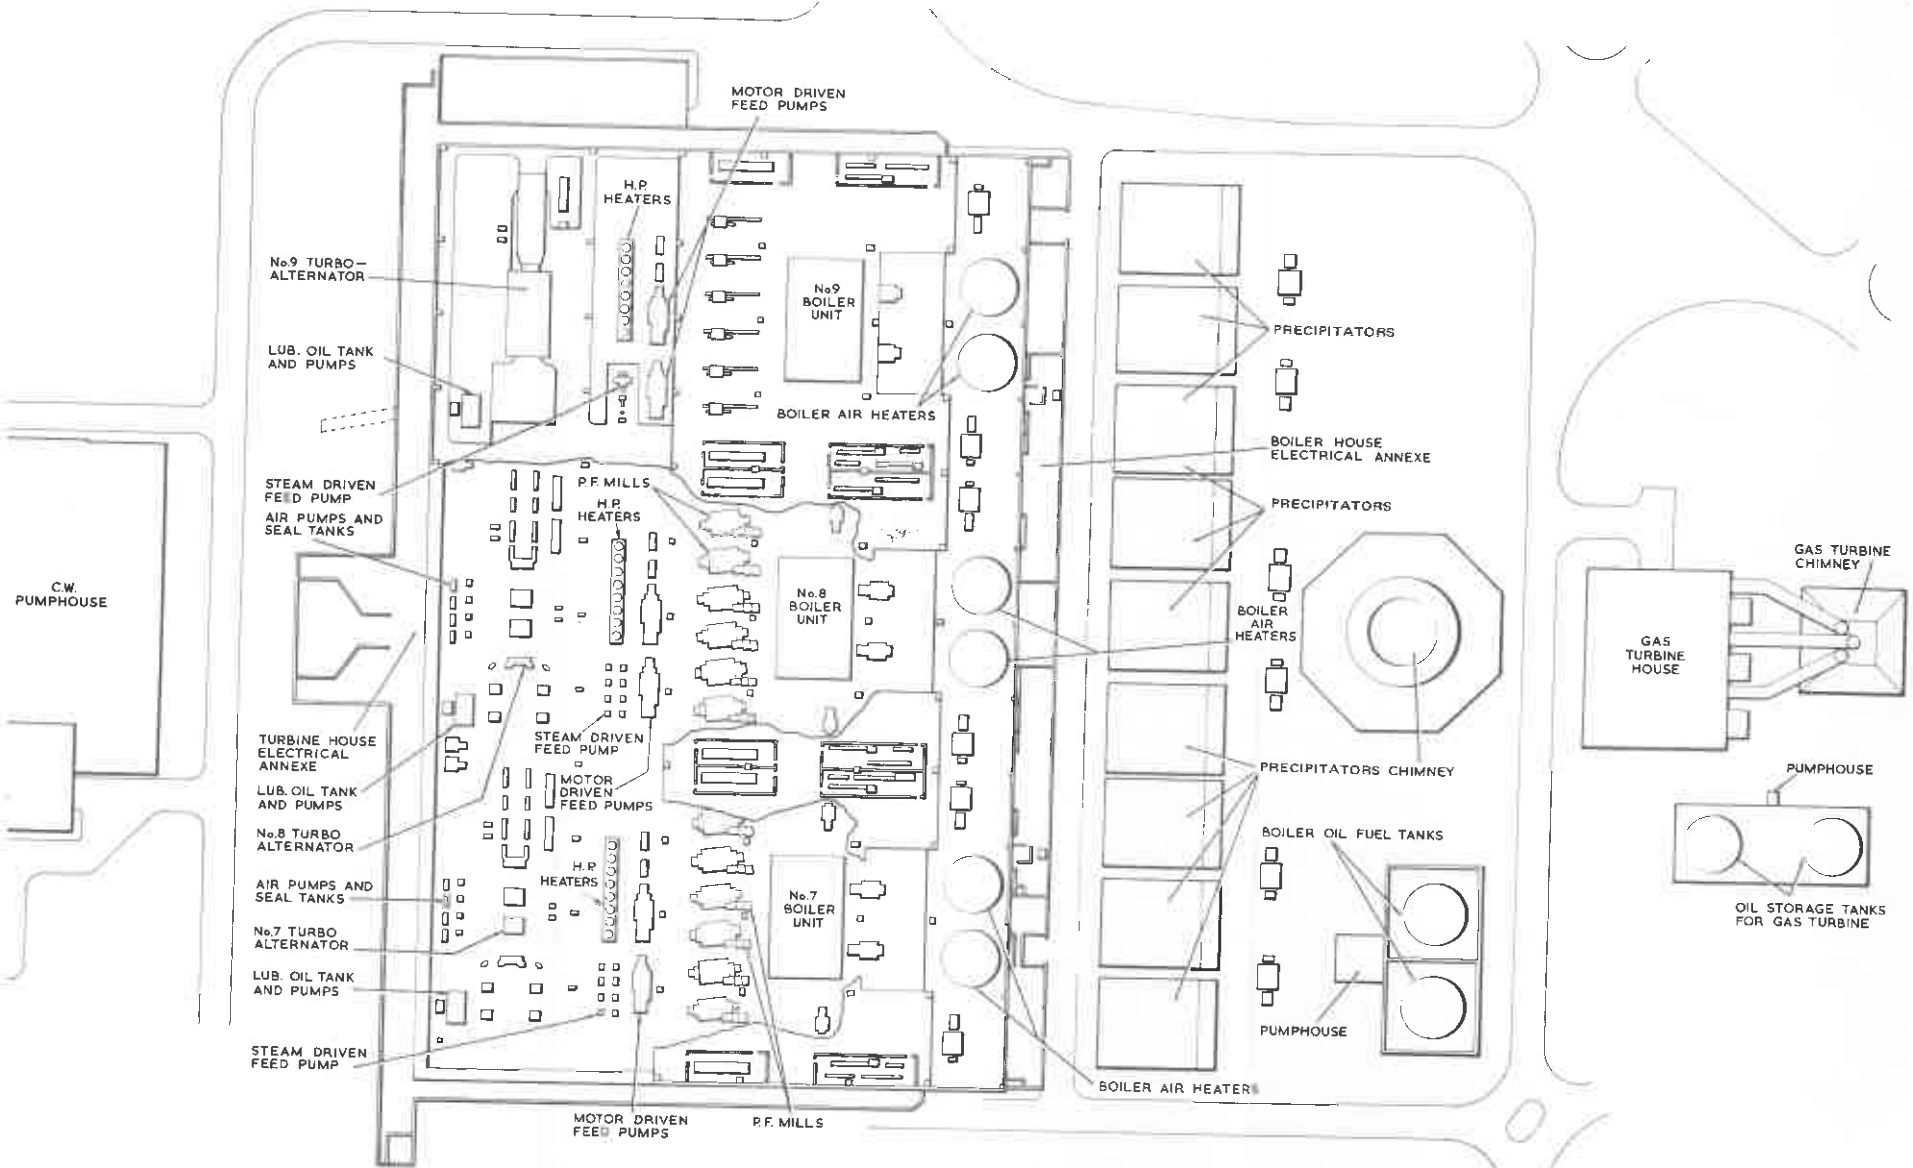 MOTOR DRIVEN
FEED PUMPS
H.P.
HEATERS
No.9 TURBO-
ALTERNATOR
No9
BOILER
UNIT
PRECIPITATORS
LUB. OIL TANK
AND PUMPS
BOILER AIR HEATERS
BOILER HOUSE
ELECTRICAL ANNEXE
STEAM DRIVEN
FEED PUMP
P.F. MILLS
H.P.
HEATERS
PRECIPITATORS
AIR PUMPS AND
SEAL TANKS
GAS TURBINE
CHIMNEY
C.W.
PUMPHOUSE
No.8
BOILER
UNIT
BOILER
AIR
HEATERS
GAS
TURBINE
HOUSE
TURBINE HOUSE
ELECTRICAL
ANNEXE
STEAM DRIVEN
FEED PUMP
PRECIPITATORS CHIMNEY
PUMPHOUSE
LUB. OIL TANK
AND PUMPS
MOTOR
DRIVEN
FEED PUMPS
No.8 TURBO
ALTERNATOR
BOILER OIL FUEL TANKS
H.P.
HEATERS
AIR PUMPS AND
SEAL TANKS
No.7
BOILER
UNIT
OIL STORAGE TANKS
FOR GAS TURBINE
No.7 TURBO
ALTERNATOR
LUB. OIL TANK
AND PUMPS
PUMPHOUSE
STEAM DRIVEN
FEED PUMP
BOILER AIR HEATERS
MOTOR DRIVEN
FEED PUMPS
P.F. MILLS